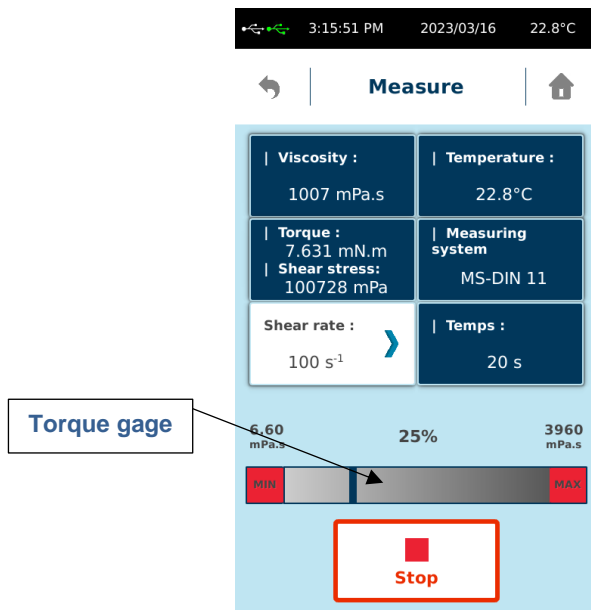 3:15:51 PM 2023/03/16 22.8°C
Measure
| Viscosity :
1007 mPa.s
| Temperature :
22.8°C
| Torque :
7.631 mN.m
| Shear stress:
100728 mPa
| Measuring
system
MS-DIN 11
Shear rate :
100 s⁻¹
| Temps :
20 s
Torque gage
6.60
mPa.s
25%
3960
mPa.s
MIN
MAX
Stop